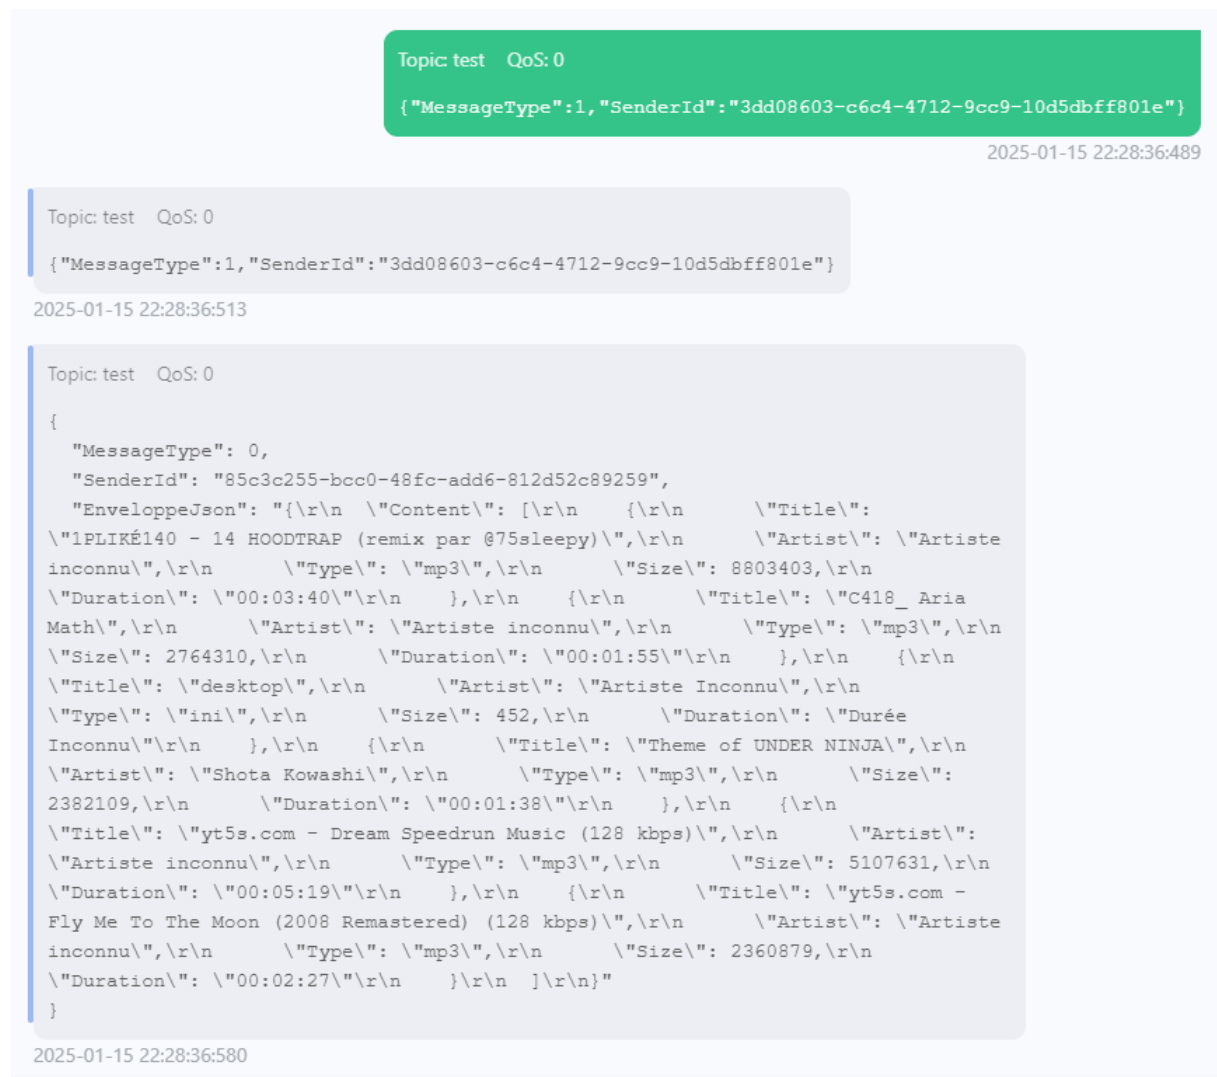 Topic: test QoS: 0
{"MessageType":1,"SenderId":"3dd08603-c6c4-4712-9cc9-10d5dbff801e"}
2025-01-15 22:28:36:489
Topic: test QoS: 0
{"MessageType":1,"SenderId":"3dd08603-c6c4-4712-9cc9-10d5dbff801e"}
2025-01-15 22:28:36:513
Topic: test QoS: 0
{
  "MessageType": 0,
  "SenderId": "85c3c255-bcc0-48fc-add6-812d52c89259",
  "EnveloppeJson": "{\r\n  \"Content\": [\r\n    {\r\n      \"Title\":
\"1PLIKÉ140 - 14 HOODTRAP (remix par @75sleepy)\",\r\n      \"Artist\": \"Artiste
inconnu\",\r\n      \"Type\": \"mp3\",\r\n      \"Size\": 8803403,\r\n
\"Duration\": \"00:03:40\"\r\n    },\r\n    {\r\n      \"Title\": \"C418_ Aria
Math\",\r\n      \"Artist\": \"Artiste inconnu\",\r\n      \"Type\": \"mp3\",\r\n
\"Size\": 2764310,\r\n      \"Duration\": \"00:01:55\"\r\n    },\r\n    {\r\n
\"Title\": \"desktop\",\r\n      \"Artist\": \"Artiste Inconnu\",\r\n
\"Type\": \"ini\",\r\n      \"Size\": 452,\r\n      \"Duration\": \"Durée
Inconnu\"\r\n    },\r\n    {\r\n      \"Title\": \"Theme of UNDER NINJA\",\r\n
\"Artist\": \"Shota Kowashi\",\r\n      \"Type\": \"mp3\",\r\n      \"Size\":
2382109,\r\n      \"Duration\": \"00:01:38\"\r\n    },\r\n    {\r\n
\"Title\": \"yt5s.com - Dream Speedrun Music (128 kbps)\",\r\n      \"Artist\":
\"Artiste inconnu\",\r\n      \"Type\": \"mp3\",\r\n      \"Size\": 5107631,\r\n
\"Duration\": \"00:05:19\"\r\n    },\r\n    {\r\n      \"Title\": \"yt5s.com -
Fly Me To The Moon (2008 Remastered) (128 kbps)\",\r\n      \"Artist\": \"Artiste
inconnu\",\r\n      \"Type\": \"mp3\",\r\n      \"Size\": 2360879,\r\n
\"Duration\": \"00:02:27\"\r\n    }\r\n  ]\r\n}"
}
2025-01-15 22:28:36:580